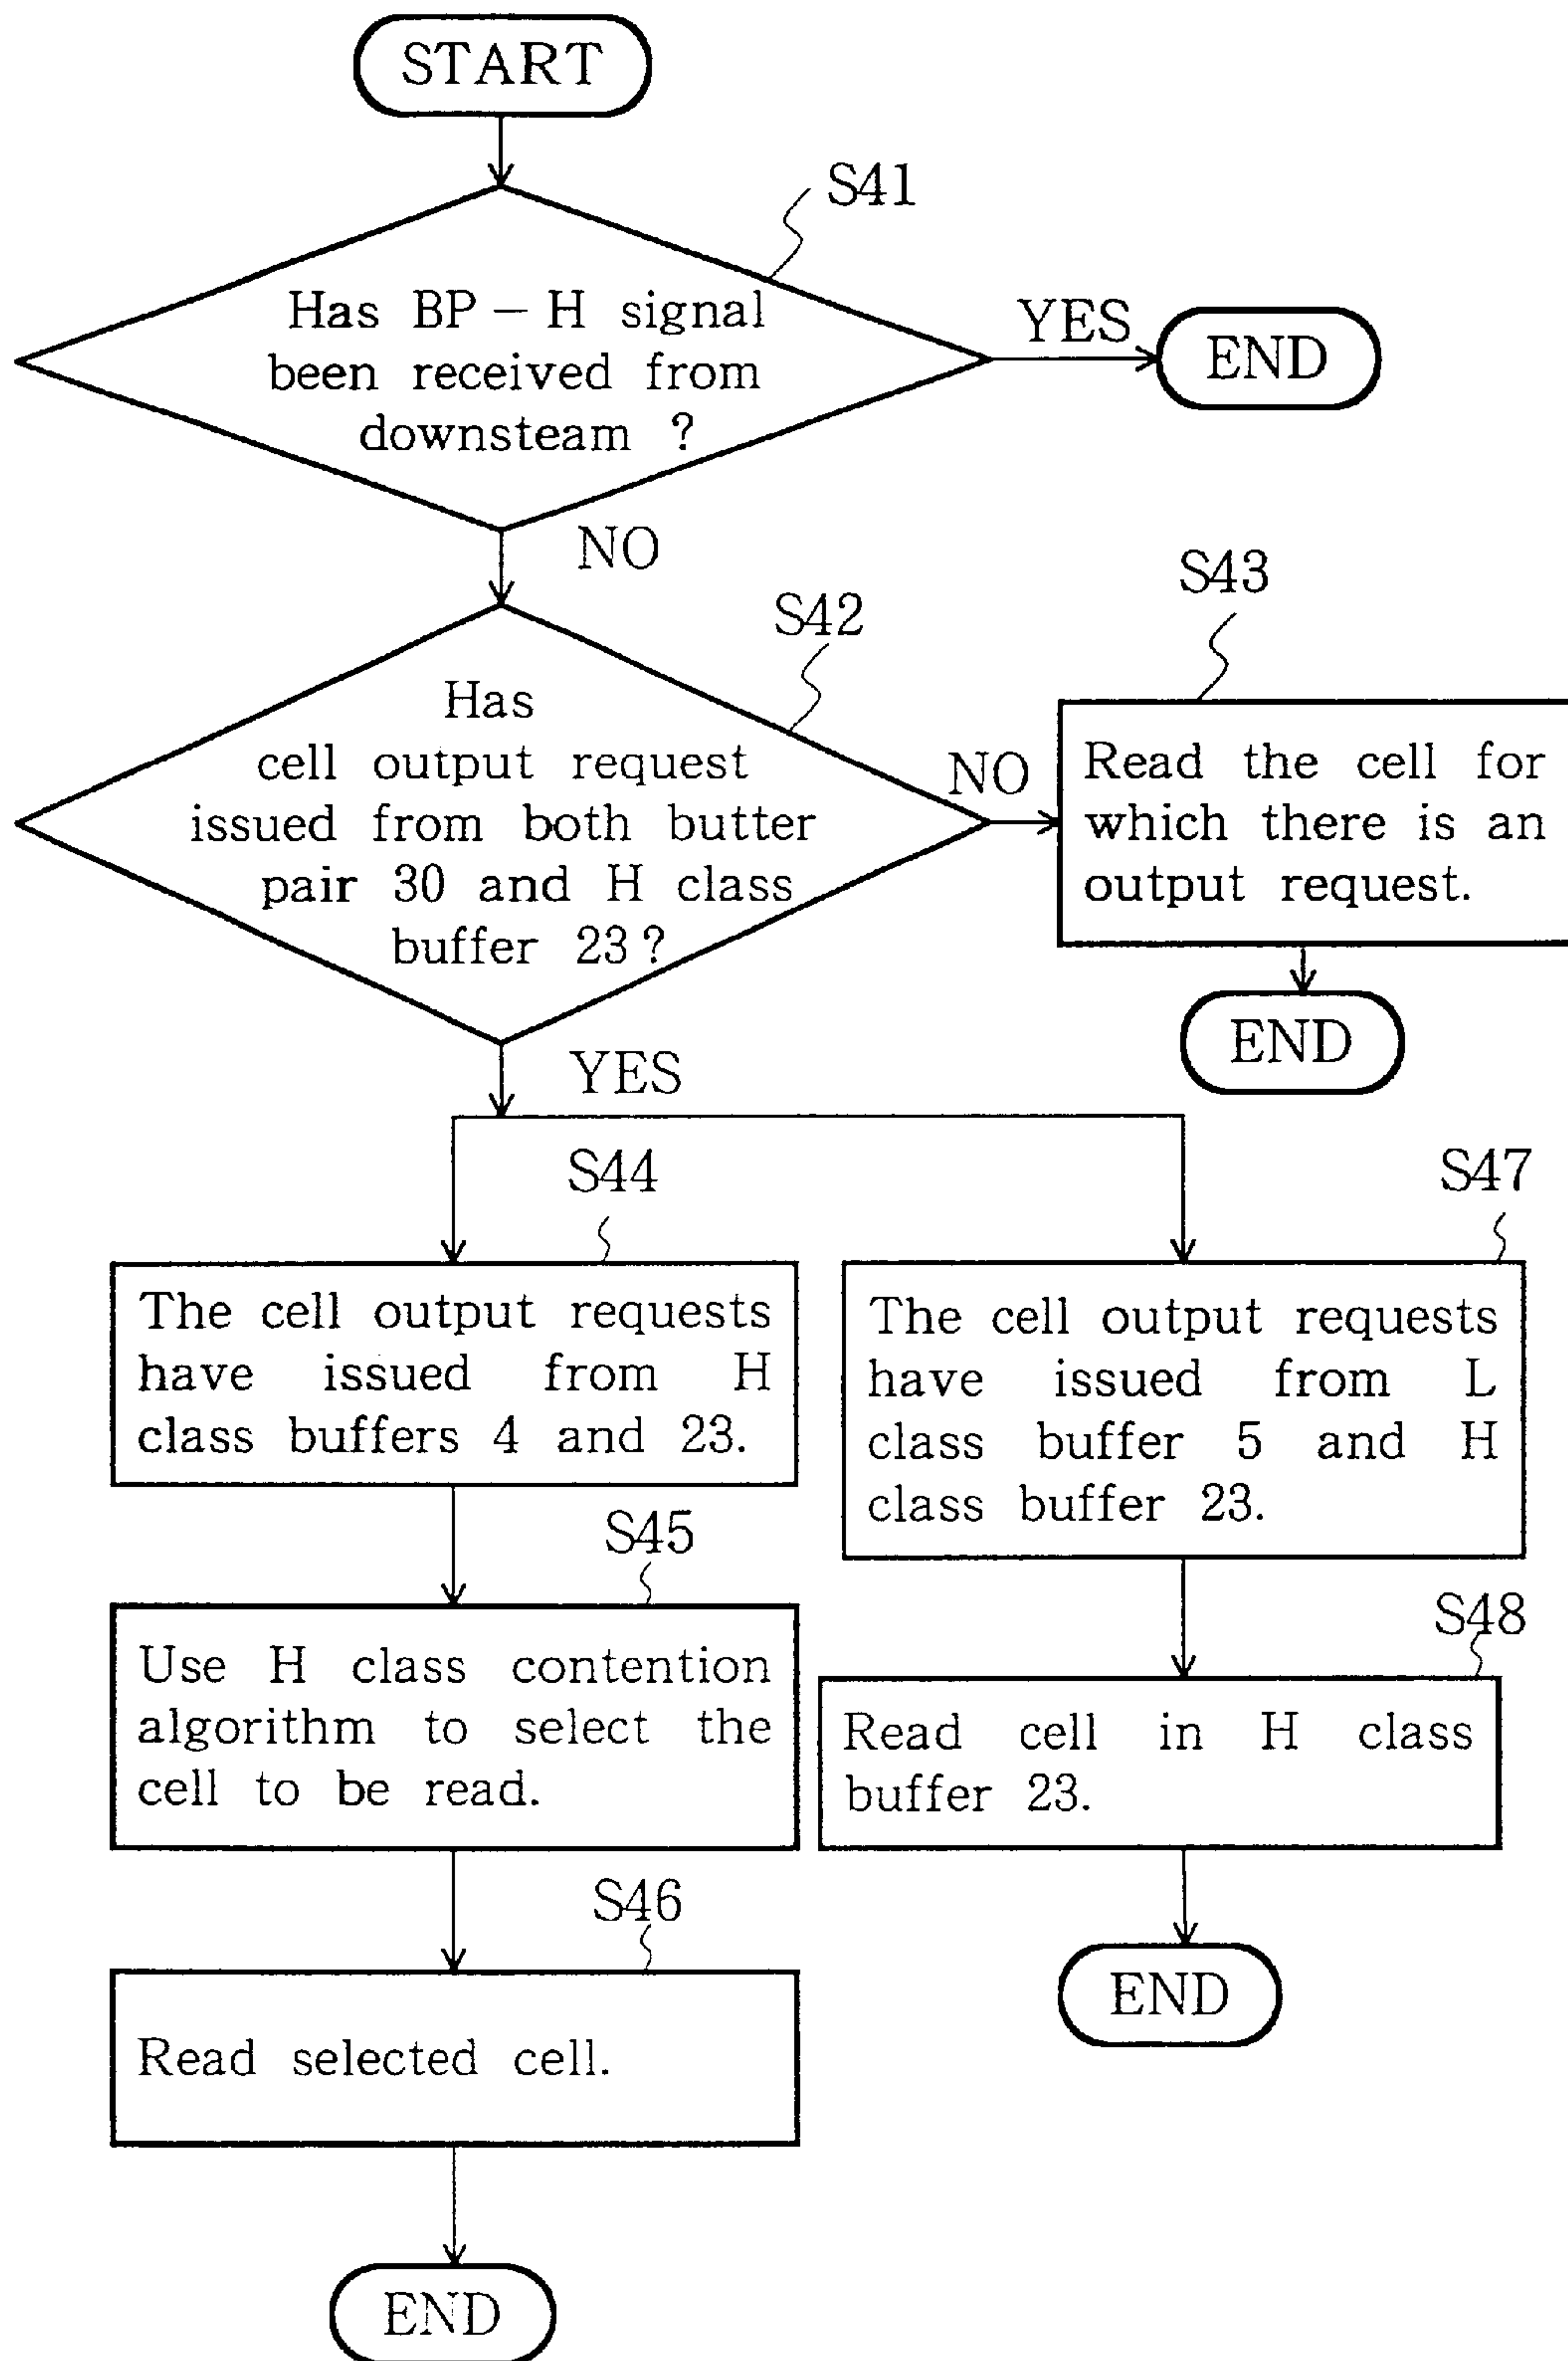 START
S41
Has BP-H signal
been received from
downsteam ?
YES
END
NO
S43
S42
Has
cell output request
issued from both butter
pair 30 and H class
buffer 23?
NO
Read the cell for
which there is an
output request.
END
YES
S44
The cell output requests
have issued from H
class buffers 4 and 23.
S47
The cell output requests
have issued from L
class buffer 5 and H
class buffer 23.
S45
Use H class contention
algorithm to select the
cell to be read.
S48
Read cell in H class
buffer 23.
END
S46
Read selected cell.
END